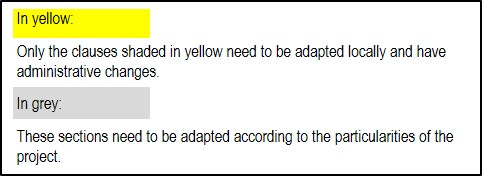 In yellow:
Only the clauses shaded in yellow need to be adapted locally and have
administrative changes.
In grey:
These sections need to be adapted according to the particularities of the
project.